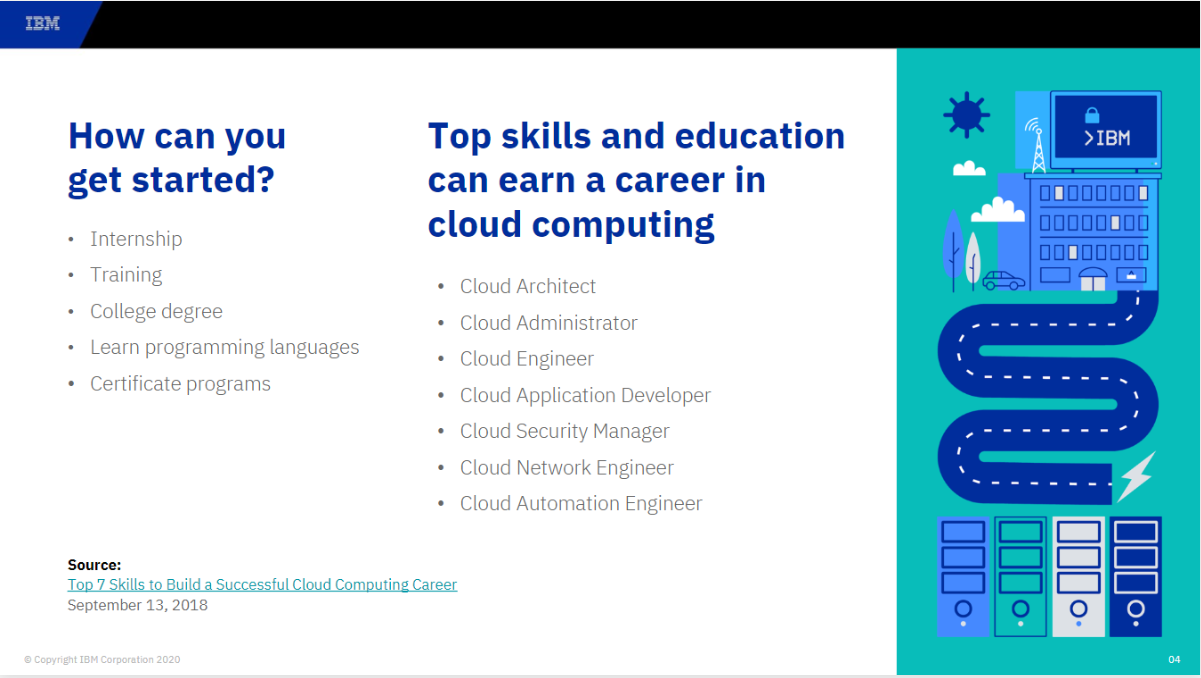 IBM
How can you
get started?
• Internship
• Training
• College degree
• Learn programming languages
• Certificate programs
Top skills and education
can earn a career in
cloud computing
• Cloud Architect
• Cloud Administrator
• Cloud Engineer
• Cloud Application Developer
• Cloud Security Manager
• Cloud Network Engineer
• Cloud Automation Engineer
>IBM
Source:
Top 7 Skills to Build a Successful Cloud Computing Career
September 13, 2018
© Copyright IBM Corporation 2020
04